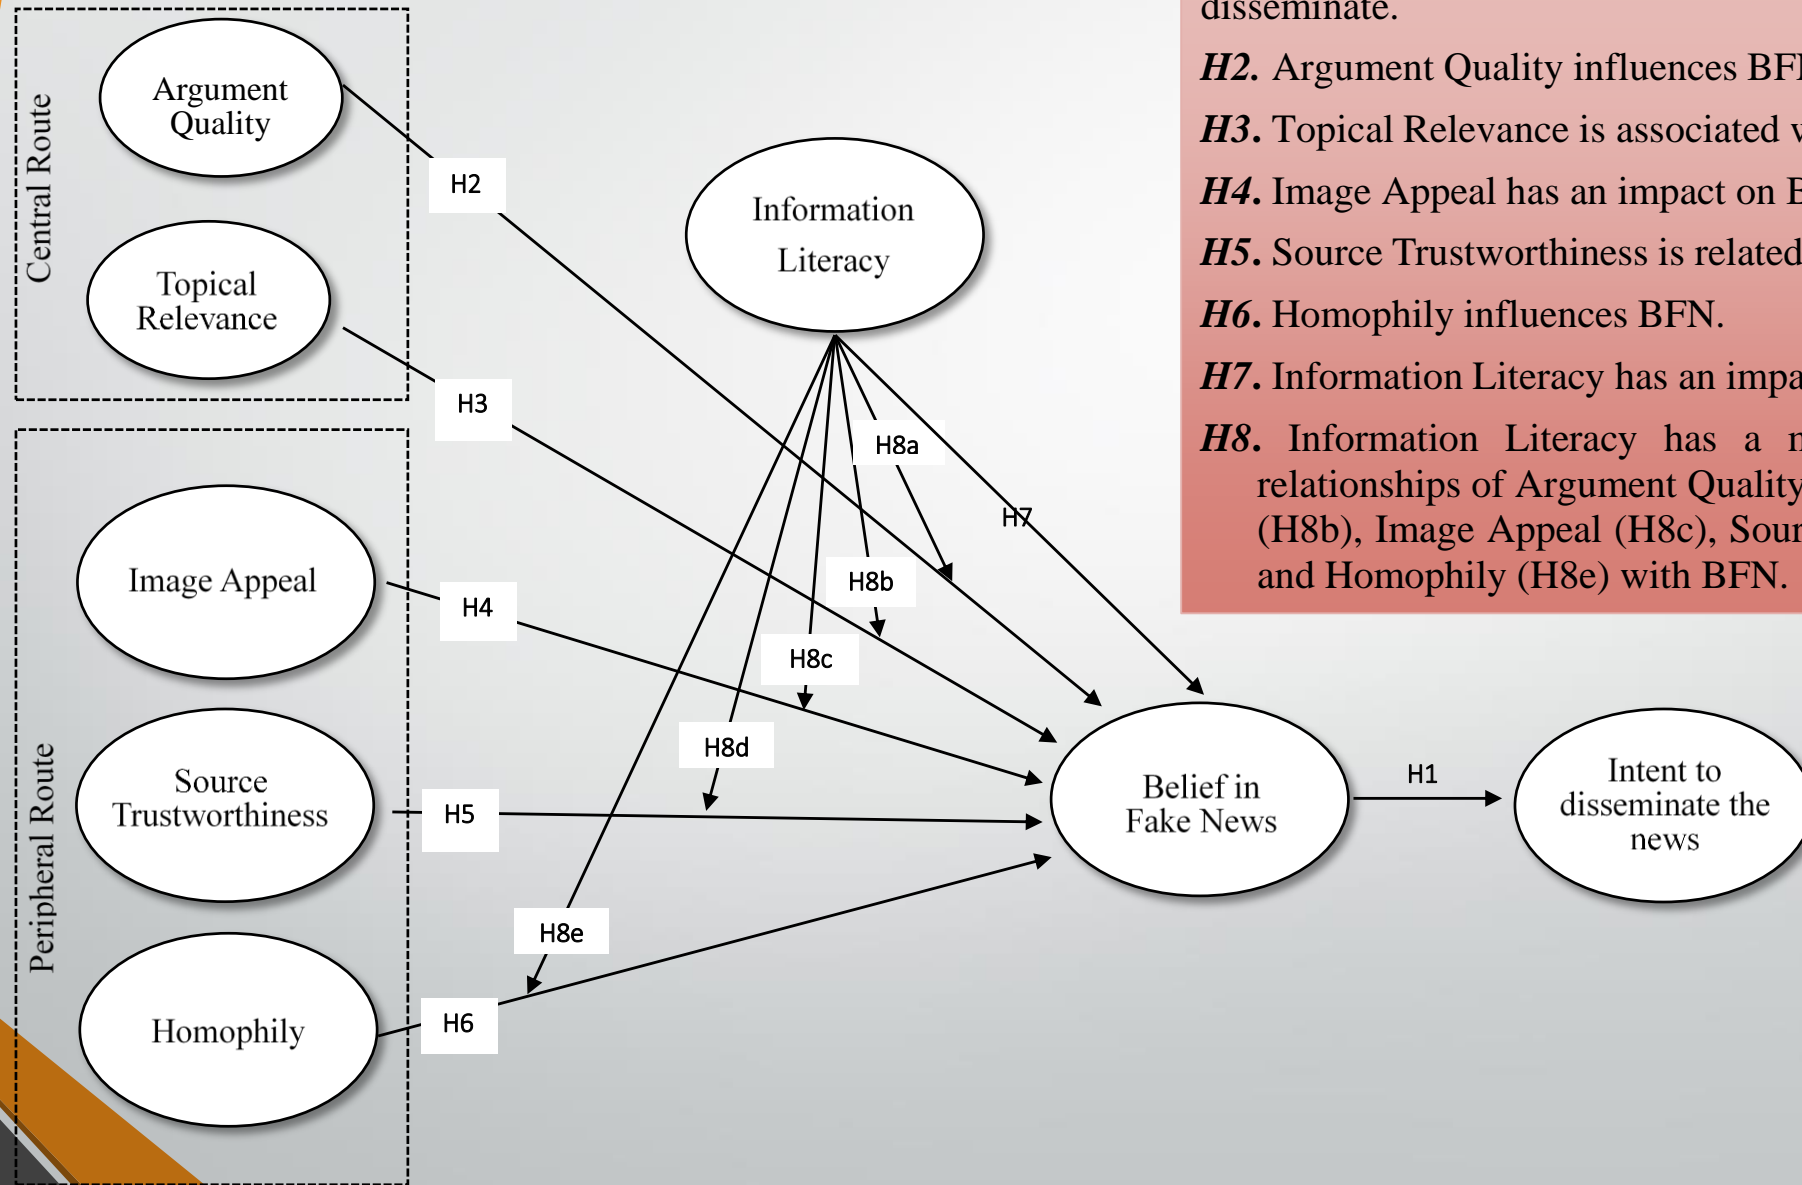 Central Route
Argument
Quality
Topical
Relevance
Peripheral Route
Image Appeal
Source
Trustworthiness
Homophily
Information
Literacy
H2
H3
H4
H5
H6
H8a
H7
H8b
H8c
H8d
H8e
Belief in
Fake News
H1
Intent to
disseminate the
news
disseminate.
H2. Argument Quality influences
H3. Topical Relevance is associated
H4. Image Appeal has an impact on
H5. Source Trustworthiness is related
H6. Homophily influences BFN.
H7. Information Literacy has an
H8. Information Literacy has a
relationships of Argument Quality
(H8b), Image Appeal (H8c),
and Homophily (H8e) with BFN.